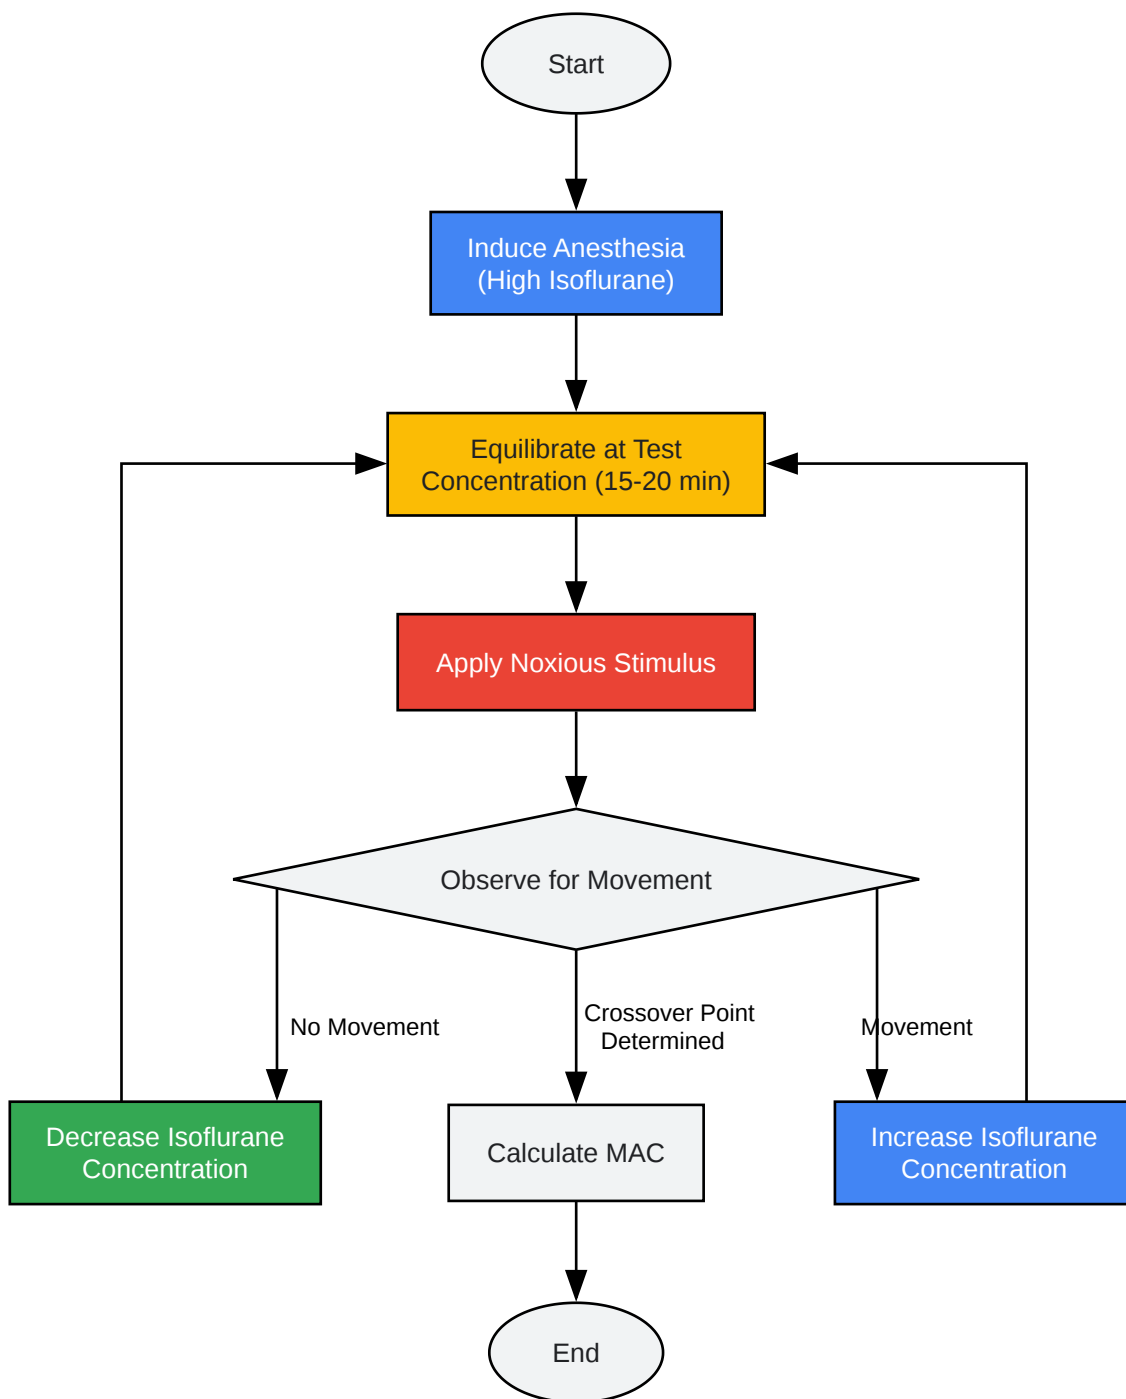 Start
Induce Anesthesia
(High Isoflurane)
Equilibrate at Test
Concentration (15-20 min)
Apply Noxious Stimulus
Observe for Movement
No Movement
Crossover Point
Determined
Movement
Decrease Isoflurane
Concentration
Calculate MAC
Increase Isoflurane
Concentration
End